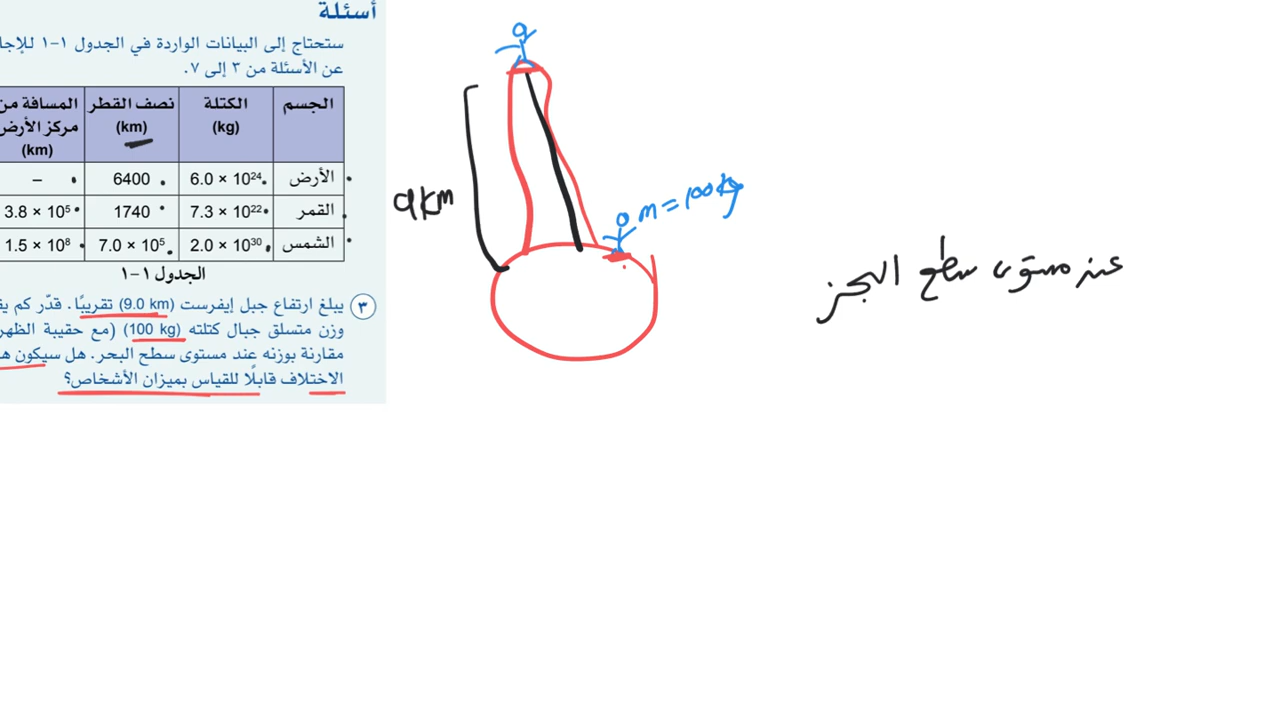 أسئلة
ستحتاج إلى البيانات الواردة في الجدول ١-١ للإجا
عن الأسئلة من ٣ إلى ٧.
الجسم الكتلة (kg) نصف القطر (km) المسافة من مركز الأرض (km)
الأرض 6.0 × 10²⁴ 6400 –
القمر 7.3 × 10²² 1740 3.8 × 10⁵
الشمس 2.0 × 10³⁰ 7.0 × 10⁵ 1.5 × 10⁸
الجدول ١-١
٣ يبلغ ارتفاع جبل إيفرست (9.0 km) تقريبًا. قدّر كم يق
وزن متسلق جبال كتلته (100 kg) (مع حقيبة الظهر
مقارنة بوزنه عند مستوى سطح البحر. هل سيكون ه
الاختلاف قابلًا للقياس بميزان الأشخاص؟
9km
m = 100 kg
عند مستوى سطح البحر